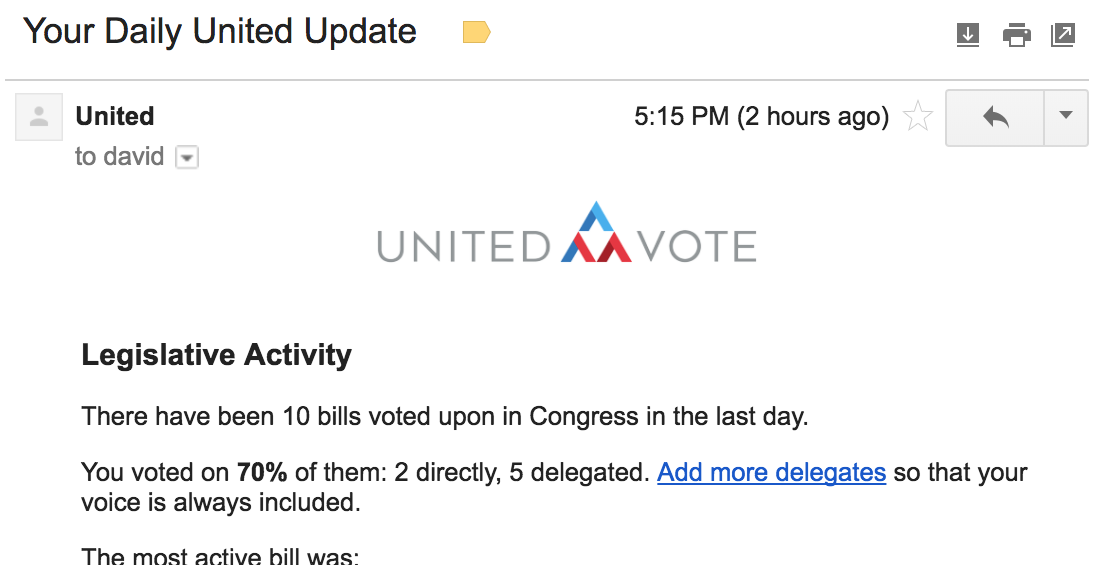 Your Daily United Update
United
5:15 PM (2 hours ago)
to david
UNITED VOTE
Legislative Activity
There have been 10 bills voted upon in Congress in the last day.
You voted on 70% of them: 2 directly, 5 delegated. Add more delegates so that your
voice is always included.
The most active bill was: